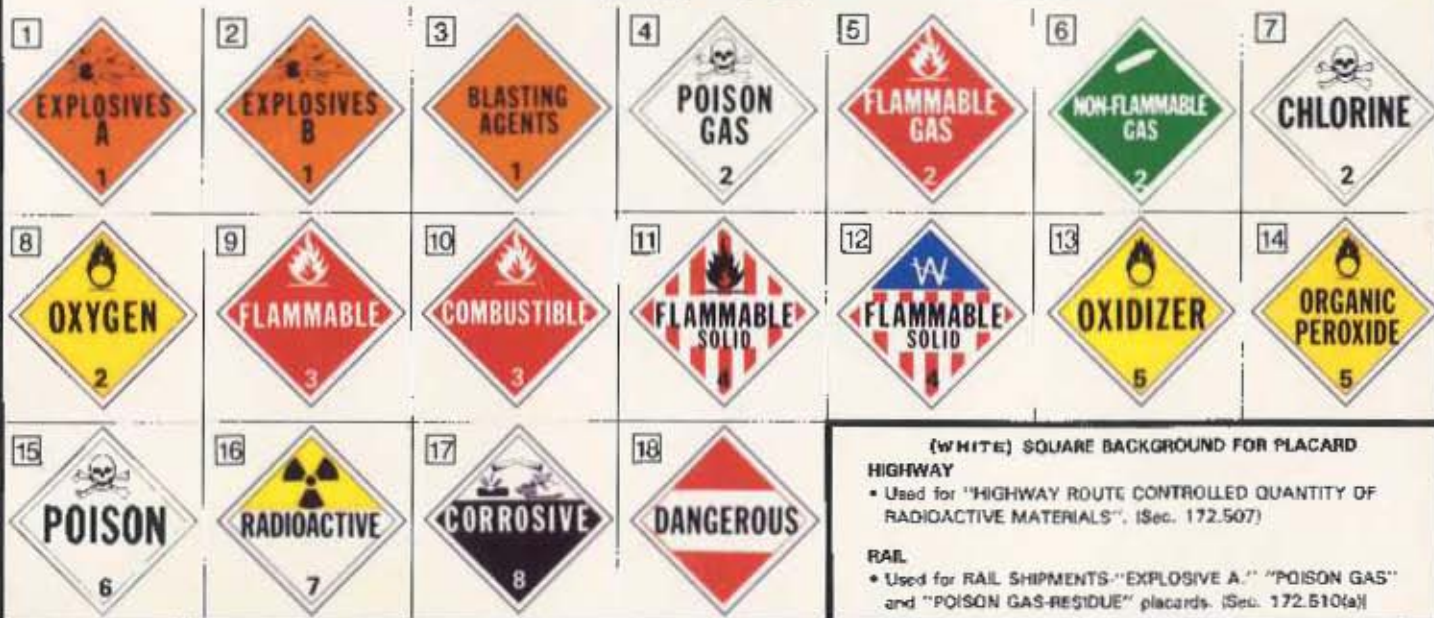 1
EXPLOSIVES
A
1
2
EXPLOSIVES
B
1
3
BLASTING
AGENTS
1
4
POISON
GAS
2
5
FLAMMABLE
GAS
2
6
NON-FLAMMABLE
GAS
2
7
CHLORINE
2
8
OXYGEN
2
9
FLAMMABLE
3
10
COMBUSTIBLE
3
11
FLAMMABLE
SOLID
4
12
W
FLAMMABLE
SOLID
4
13
OXIDIZER
5
14
ORGANIC
PEROXIDE
5
15
POISON
6
16
RADIOACTIVE
7
17
CORROSIVE
8
18
DANGEROUS
(WHITE) SQUARE BACKGROUND FOR PLACARD
HIGHWAY
• Used for "HIGHWAY ROUTE CONTROLLED QUANTITY OF
RADIOACTIVE MATERIALS". (Sec. 172.507)
RAIL
• Used for RAIL SHIPMENTS-"EXPLOSIVE A." "POISON GAS"
and "POISON GAS-RESIDUE" placards. (Sec. 172.510(a))